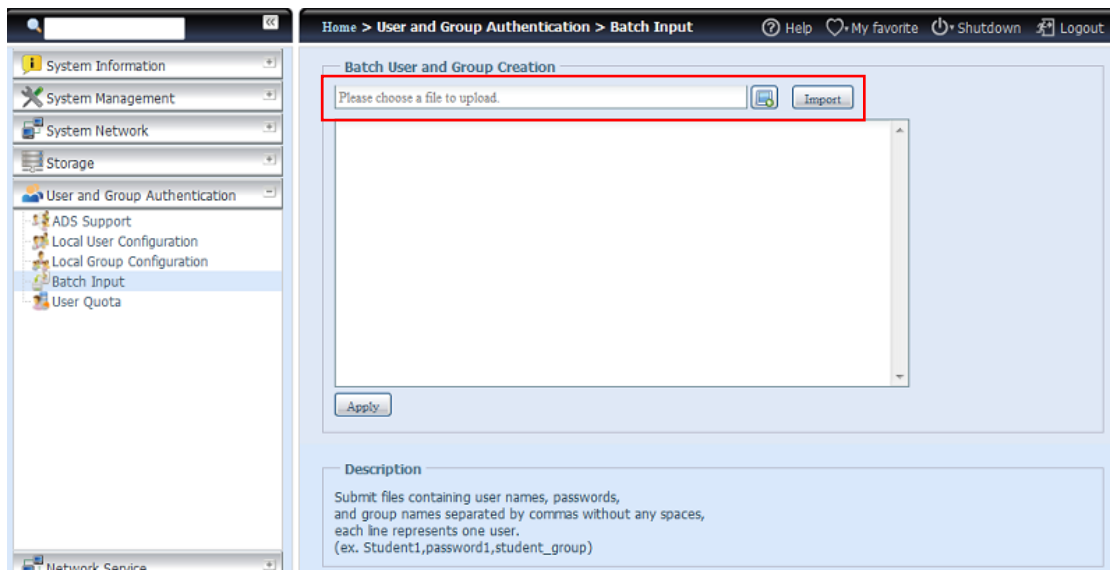 Home > User and Group Authentication > Batch Input
Help
My favorite
Shutdown
Logout
System Information
System Management
System Network
Storage
User and Group Authentication
ADS Support
Local User Configuration
Local Group Configuration
Batch Input
User Quota
Network Service
Batch User and Group Creation
Please choose a file to upload.
Import
Apply
Description
Submit files containing user names, passwords,
and group names separated by commas without any spaces,
each line represents one user.
(ex. Student1,password1,student_group)